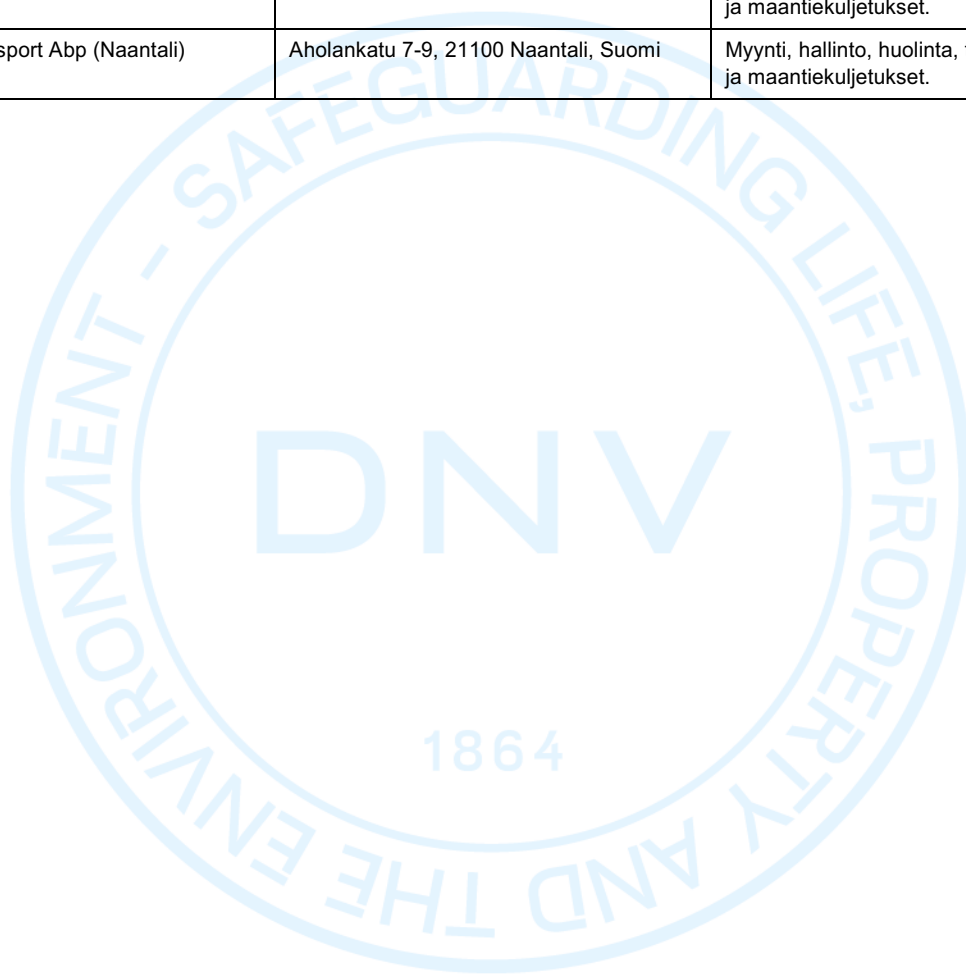 ja maantiekuljetukset.
sport Abp (Naantali)
Aholankatu 7-9, 21100 Naantali, Suomi
Myynti, hallinto, huolinta,
ja maantiekuljetukset.
SAFEGUARDING LIFE, PROPERTY AND THE ENVIRONMENT -
DNV
1864